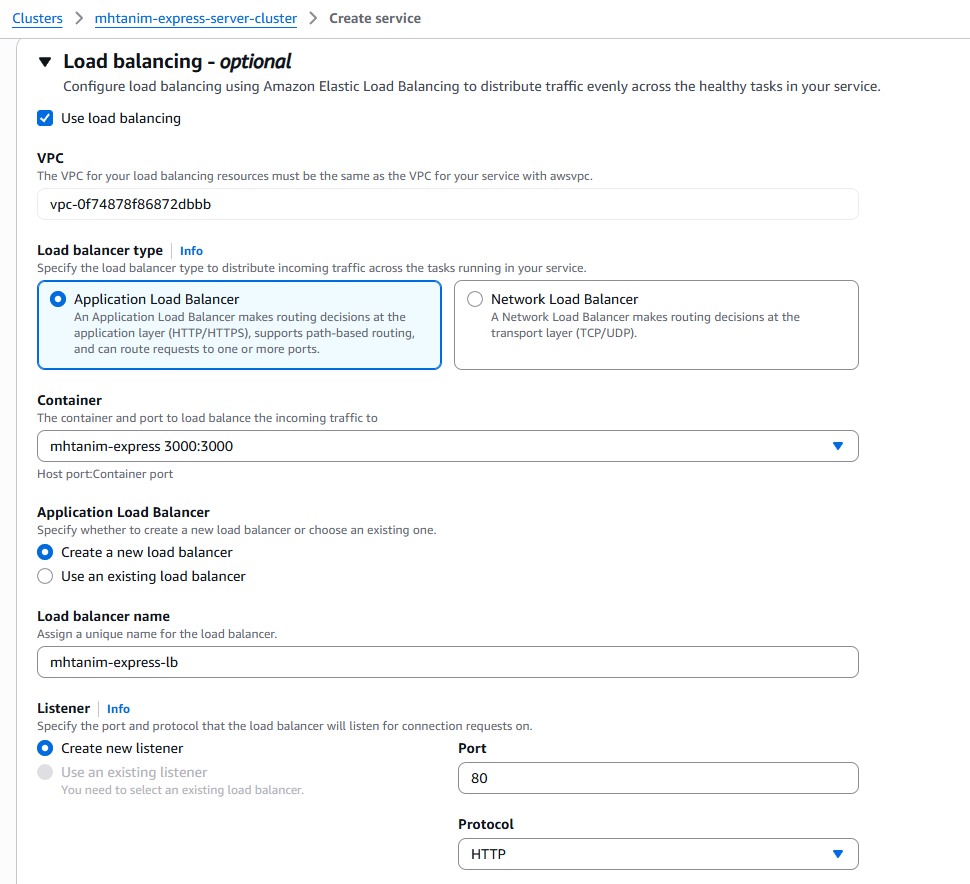 Clusters > mhtanim-express-server-cluster > Create service
Load balancing - optional
Configure load balancing using Amazon Elastic Load Balancing to distribute traffic evenly across the healthy tasks in your service.
Use load balancing
VPC
The VPC for your load balancing resources must be the same as the VPC for your service with awsvpc.
vpc-0f74878f86872dbbb
Load balancer type | Info
Specify the load balancer type to distribute incoming traffic across the tasks running in your service.
Application Load Balancer
An Application Load Balancer makes routing decisions at the
application layer (HTTP/HTTPS), supports path-based routing,
and can route requests to one or more ports.
Network Load Balancer
A Network Load Balancer makes routing decisions at the
transport layer (TCP/UDP).
Container
The container and port to load balance the incoming traffic to
mhtanim-express 3000:3000
Host port:Container port
Application Load Balancer
Specify whether to create a new load balancer or choose an existing one.
Create a new load balancer
Use an existing load balancer
Load balancer name
Assign a unique name for the load balancer.
mhtanim-express-lb
Listener | Info
Specify the port and protocol that the load balancer will listen for connection requests on.
Create new listener
Use an existing listener
You need to select an existing load balancer.
Port
80
Protocol
HTTP